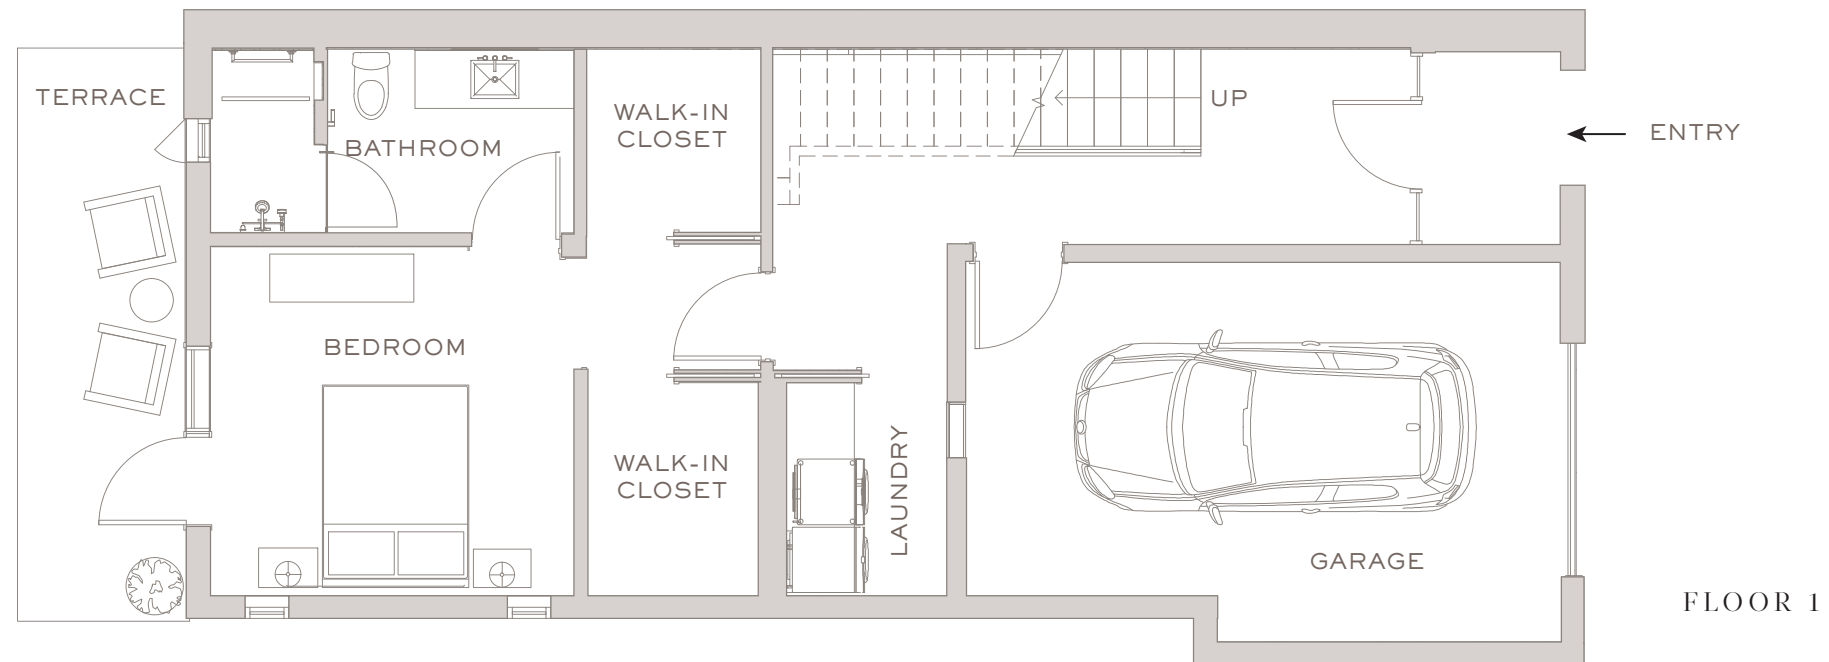 TERRACE
BATHROOM
WALK-IN
CLOSET
UP
ENTRY
BEDROOM
WALK-IN
CLOSET
LAUNDRY
GARAGE
FLOOR 1